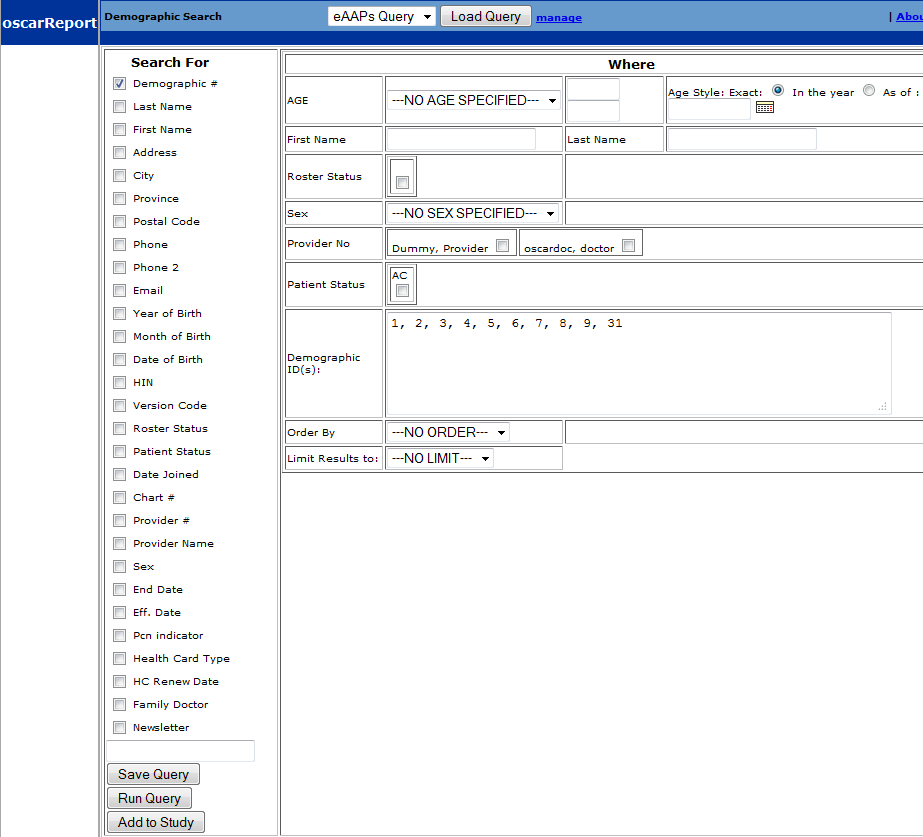 oscarReport
Demographic Search
eAAPs Query
Load Query
manage
|
Search For
Demographic #
Last Name
First Name
Address
City
Province
Postal Code
Phone
Phone 2
Email
Year of Birth
Month of Birth
Date of Birth
HIN
Version Code
Roster Status
Patient Status
Date Joined
Chart #
Provider #
Provider Name
Sex
End Date
Eff. Date
Pcn indicator
Health Card Type
HC Renew Date
Family Doctor
Newsletter
Save Query
Run Query
Add to Study
Where
AGE
---NO AGE SPECIFIED---
Age Style: Exact: In the year As of :
First Name
Last Name
Roster Status
Sex
---NO SEX SPECIFIED---
Provider No
Dummy, Provider
oscardoc, doctor
Patient Status
AC
Demographic
ID(s):
1, 2, 3, 4, 5, 6, 7, 8, 9, 31
Order By
---NO ORDER---
Limit Results to:
---NO LIMIT---